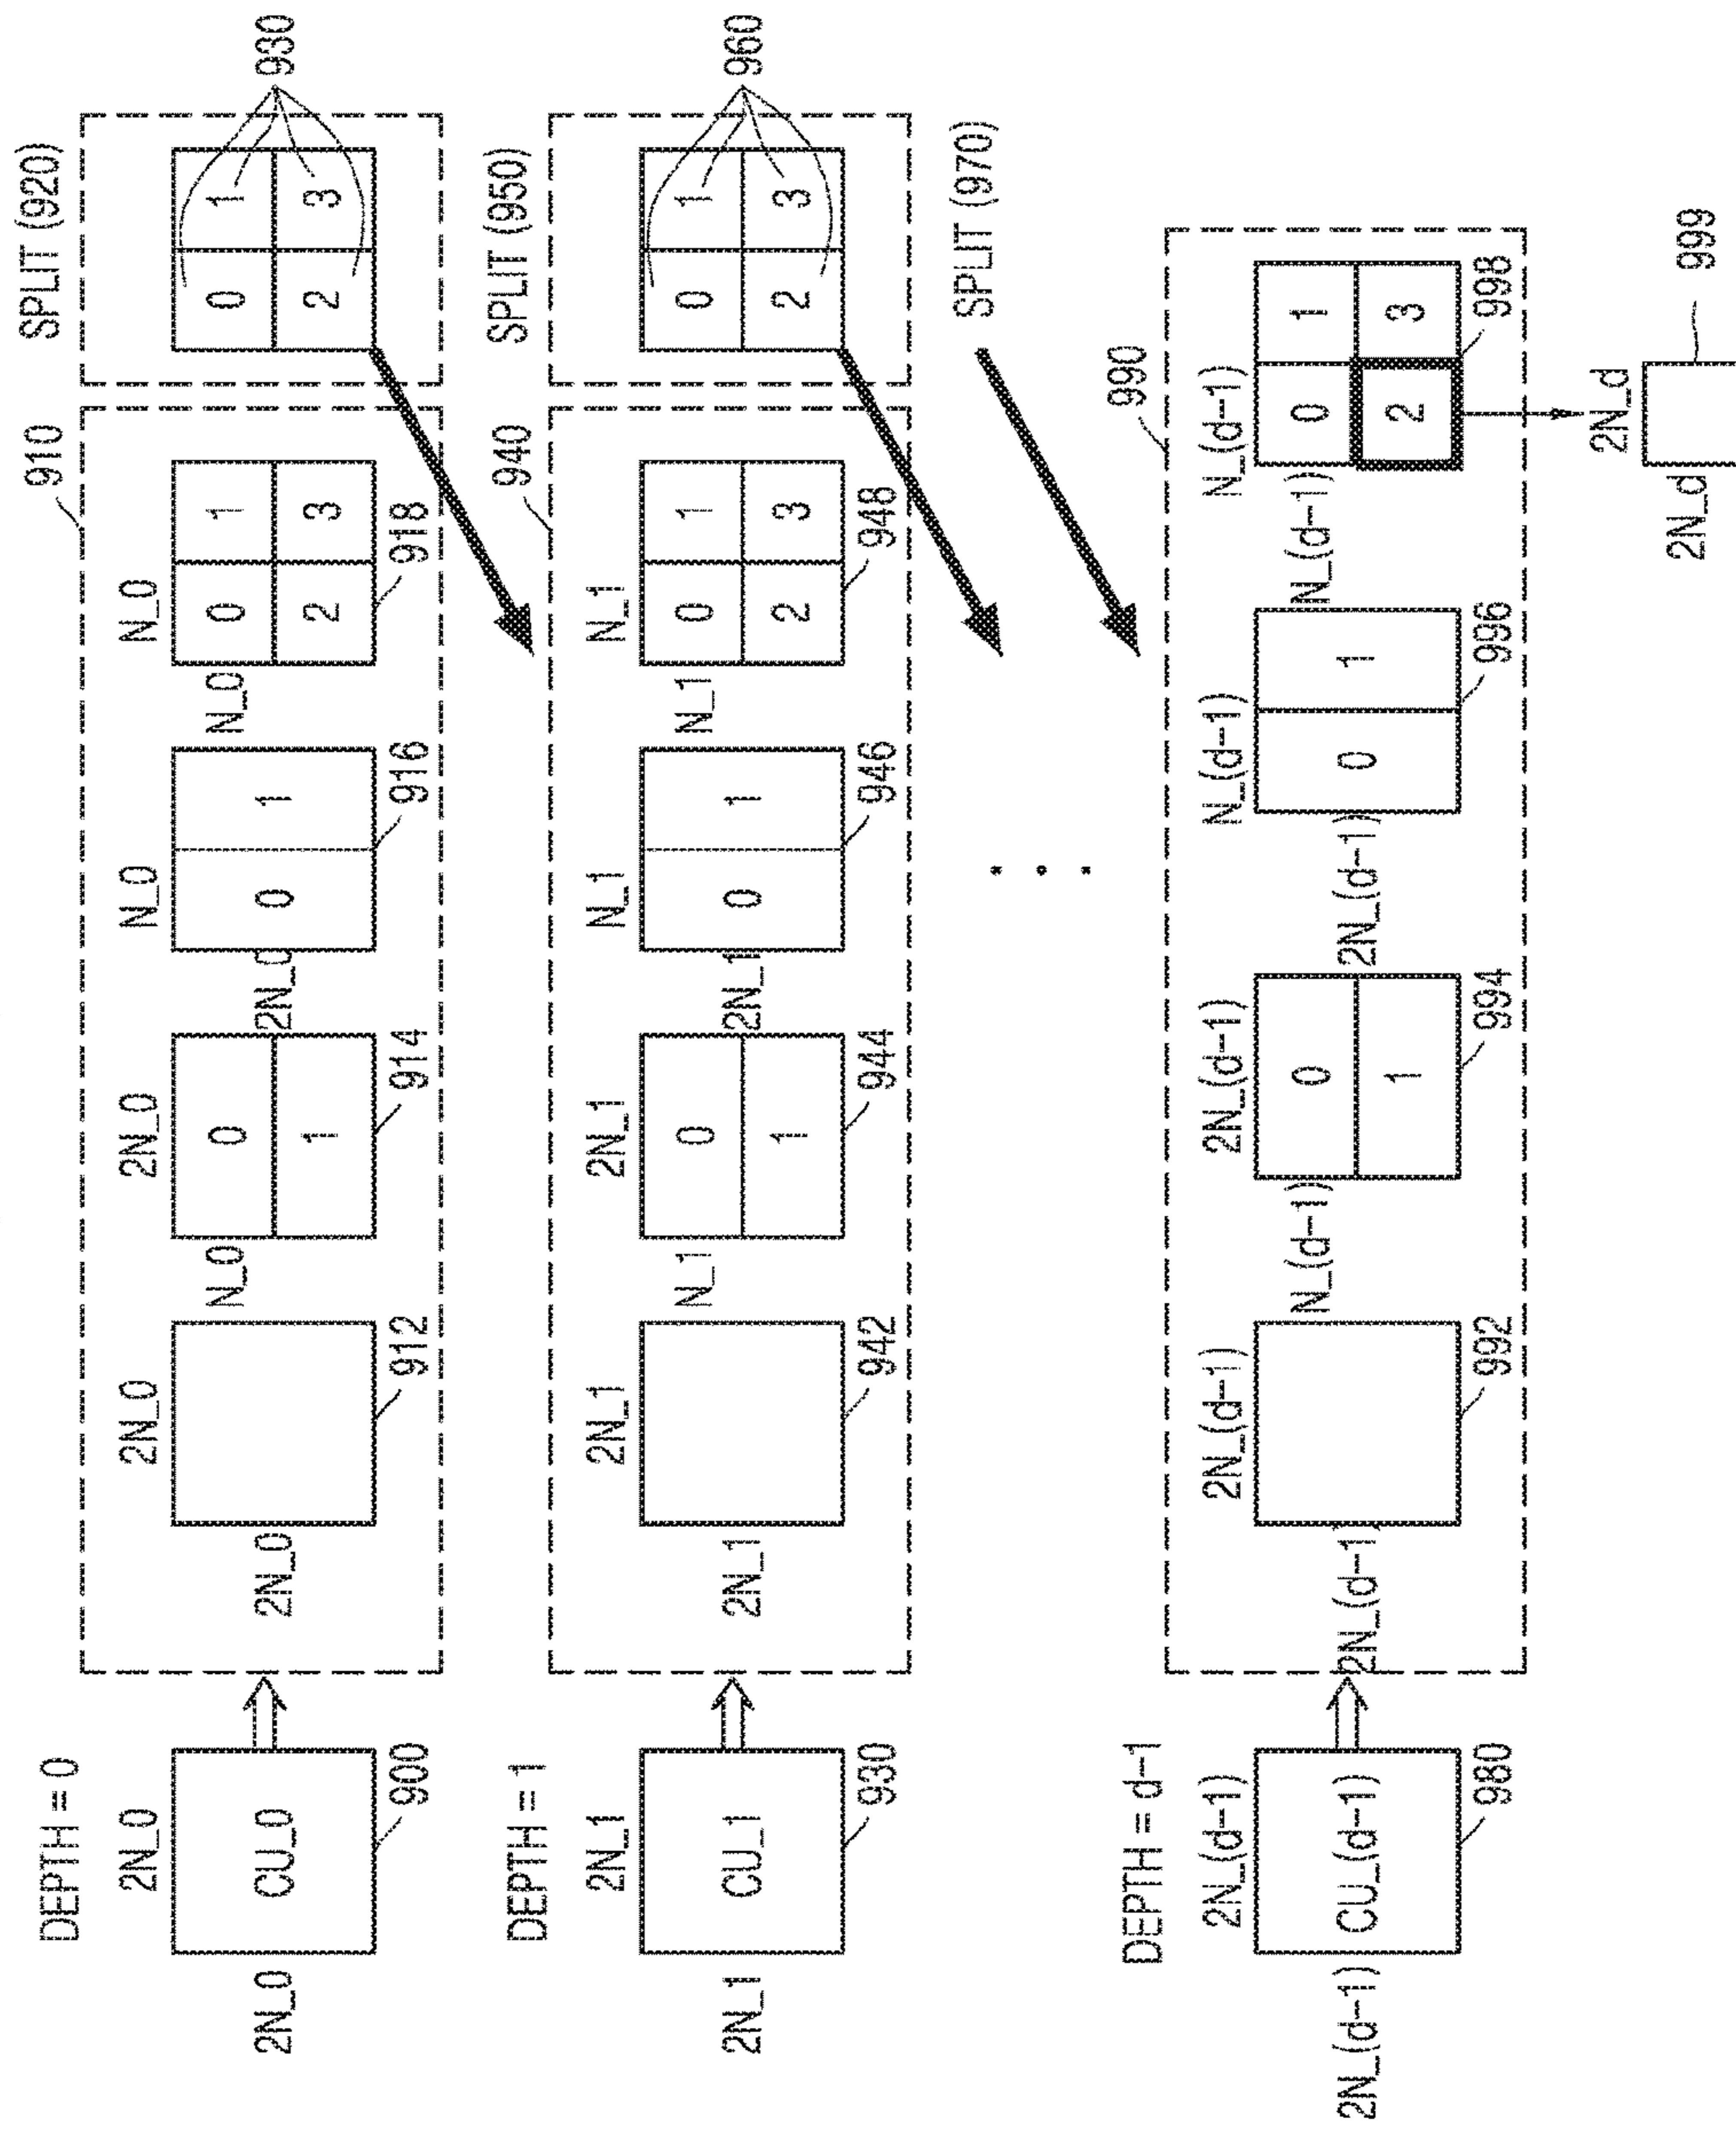 DEPTH = 0
2N_0
2N_0
CU_0
900
910
2N_0
2N_0
912
2N_0
N_0
0
1
914
N_0
2N_0
0
1
916
N_0
N_0
0
1
2
3
918
SPLIT (920)
0
1
2
3
930
DEPTH = 1
2N_1
2N_1
CU_1
930
940
2N_1
2N_1
942
2N_1
N_1
0
1
944
N_1
2N_1
0
1
946
N_1
N_1
0
1
2
3
948
SPLIT (950)
0
1
2
3
960
SPLIT (970)
DEPTH = d-1
2N_(d-1)
2N_(d-1)
CU_(d-1)
980
990
2N_(d-1)
2N_(d-1)
992
2N_(d-1)
N_(d-1)
0
1
994
N_(d-1)
2N_(d-1)
0
1
996
N_(d-1)
N_(d-1)
0
1
2
3
998
2N_d
2N_d
999